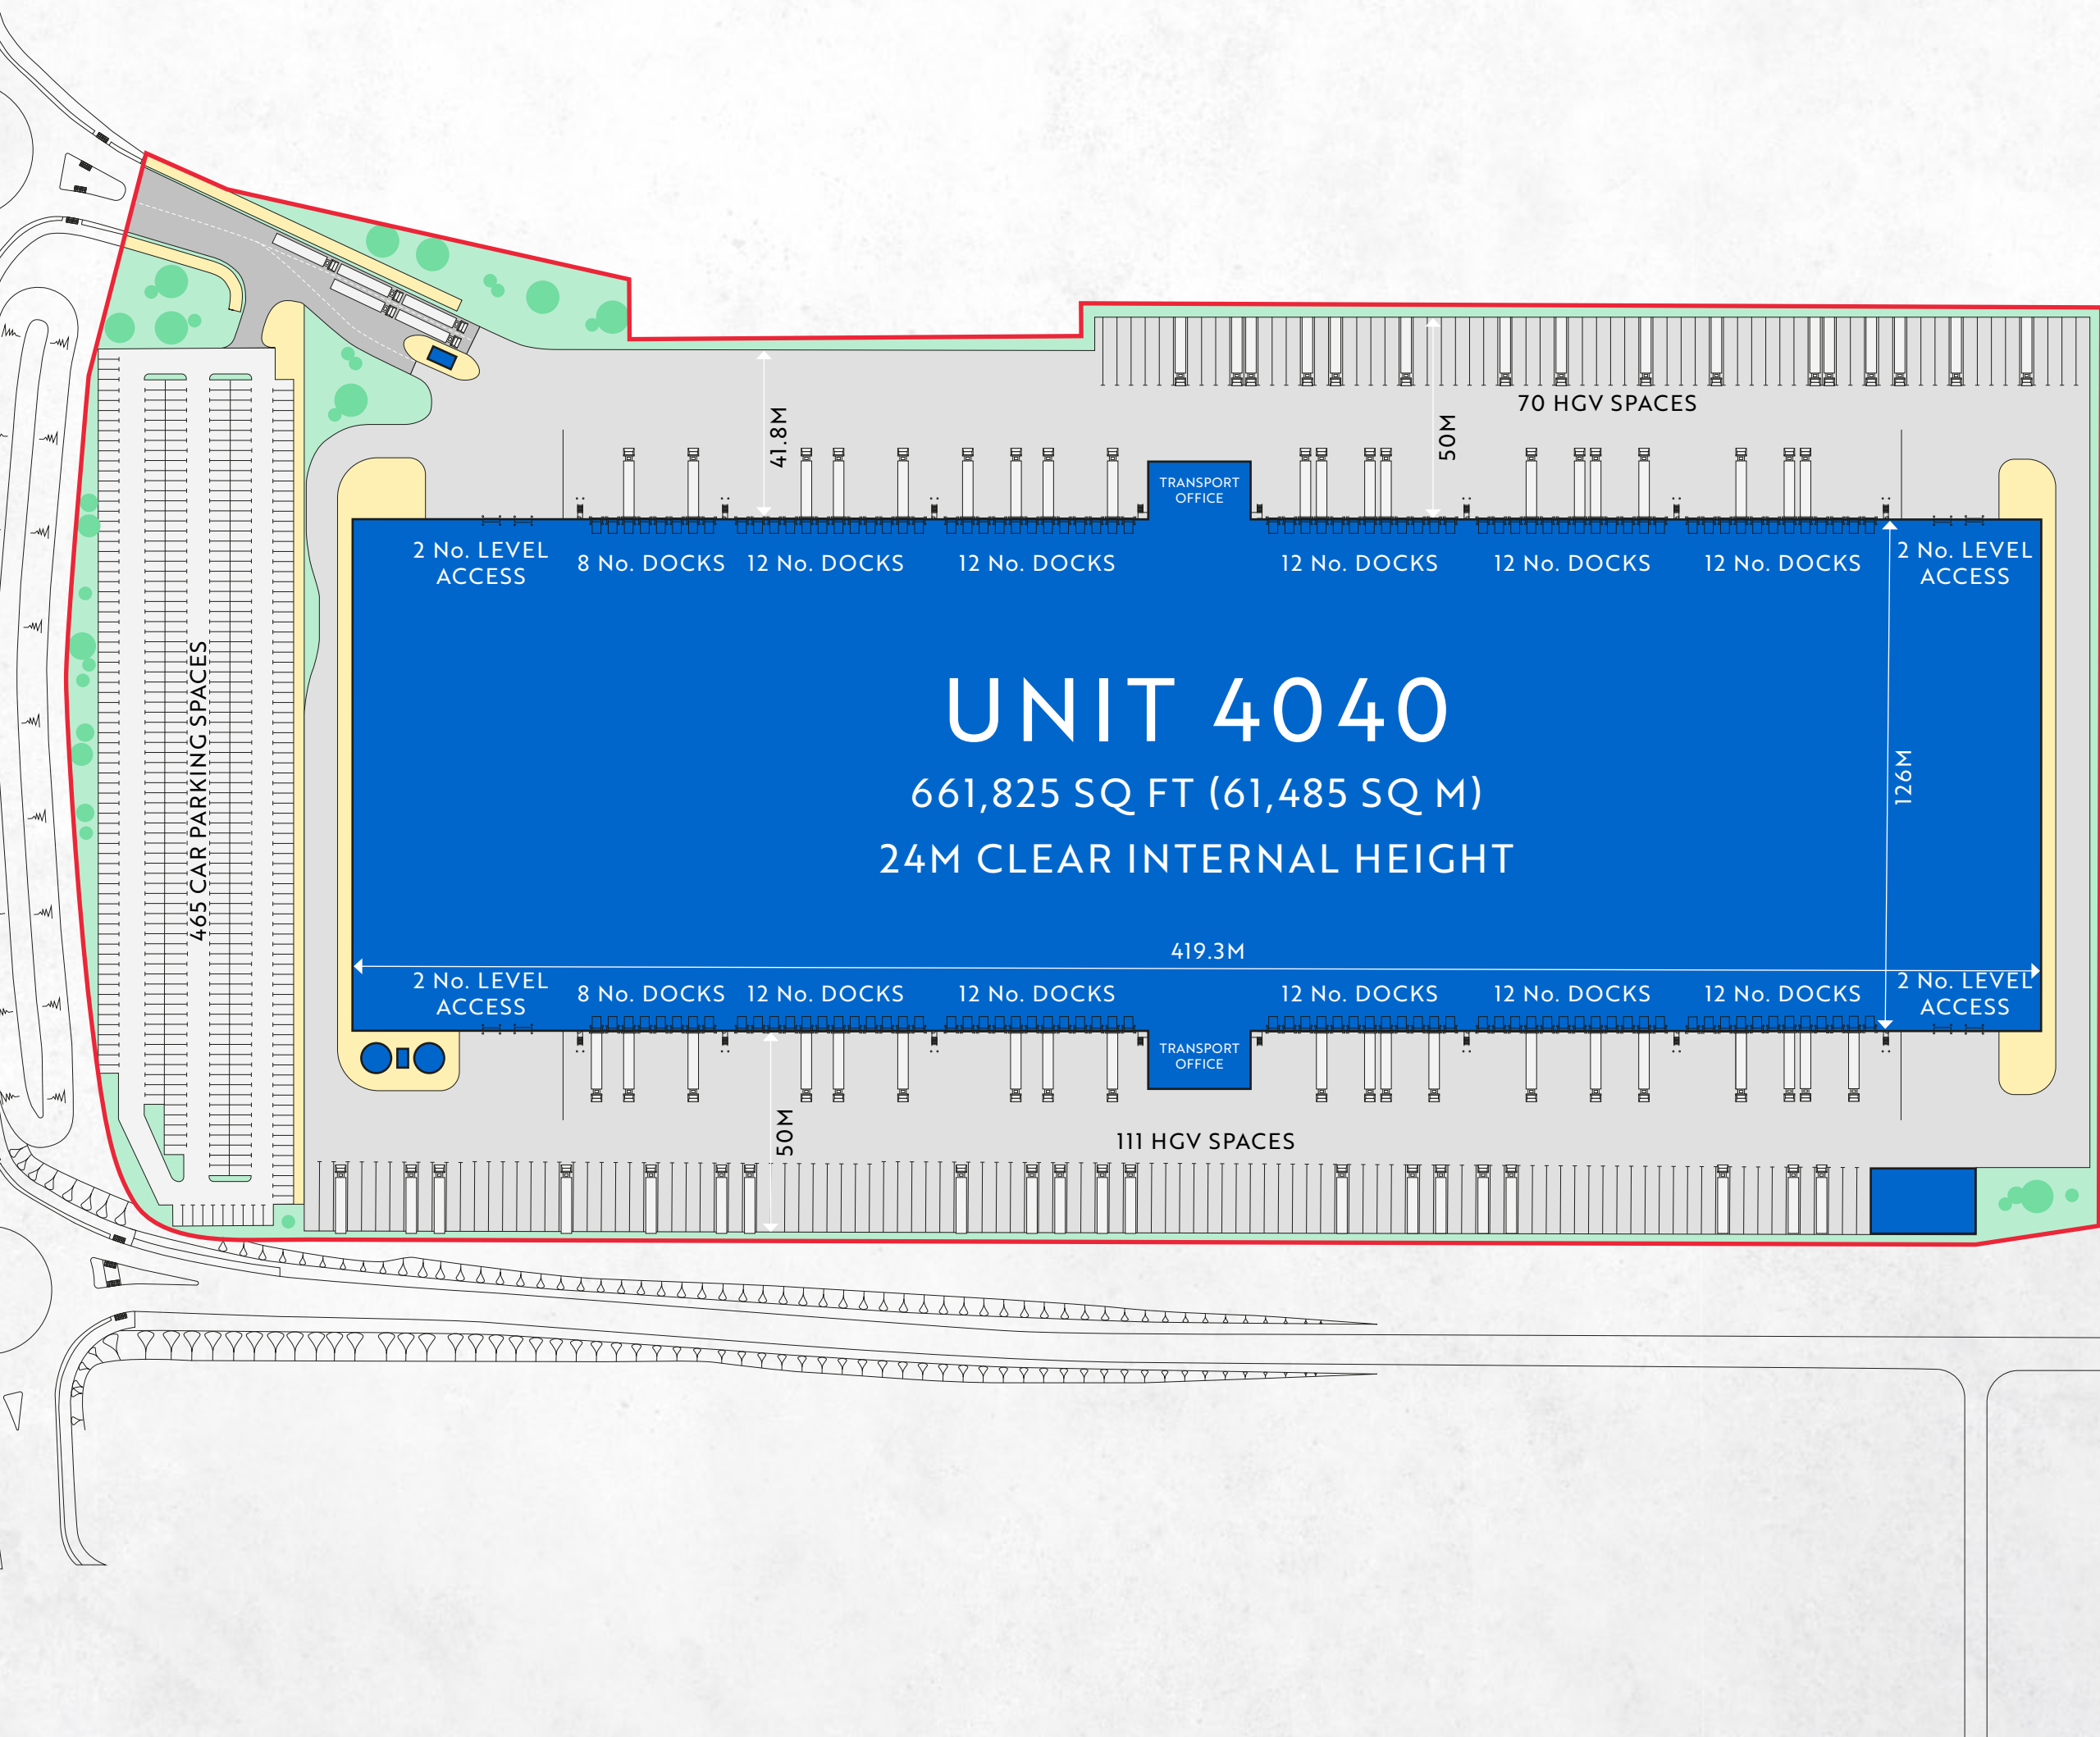 70 HGV SPACES
41.8M
50M
TRANSPORT
OFFICE
2 No. LEVEL
ACCESS
8 No. DOCKS
12 No. DOCKS
12 No. DOCKS
12 No. DOCKS
12 No. DOCKS
12 No. DOCKS
2 No. LEVEL
ACCESS
465 CAR PARKING SPACES
UNIT 4040
661,825 SQ FT (61,485 SQ M)
24M CLEAR INTERNAL HEIGHT
126M
419.3M
2 No. LEVEL
ACCESS
8 No. DOCKS
12 No. DOCKS
12 No. DOCKS
12 No. DOCKS
12 No. DOCKS
12 No. DOCKS
2 No. LEVEL
ACCESS
TRANSPORT
OFFICE
50M
111 HGV SPACES